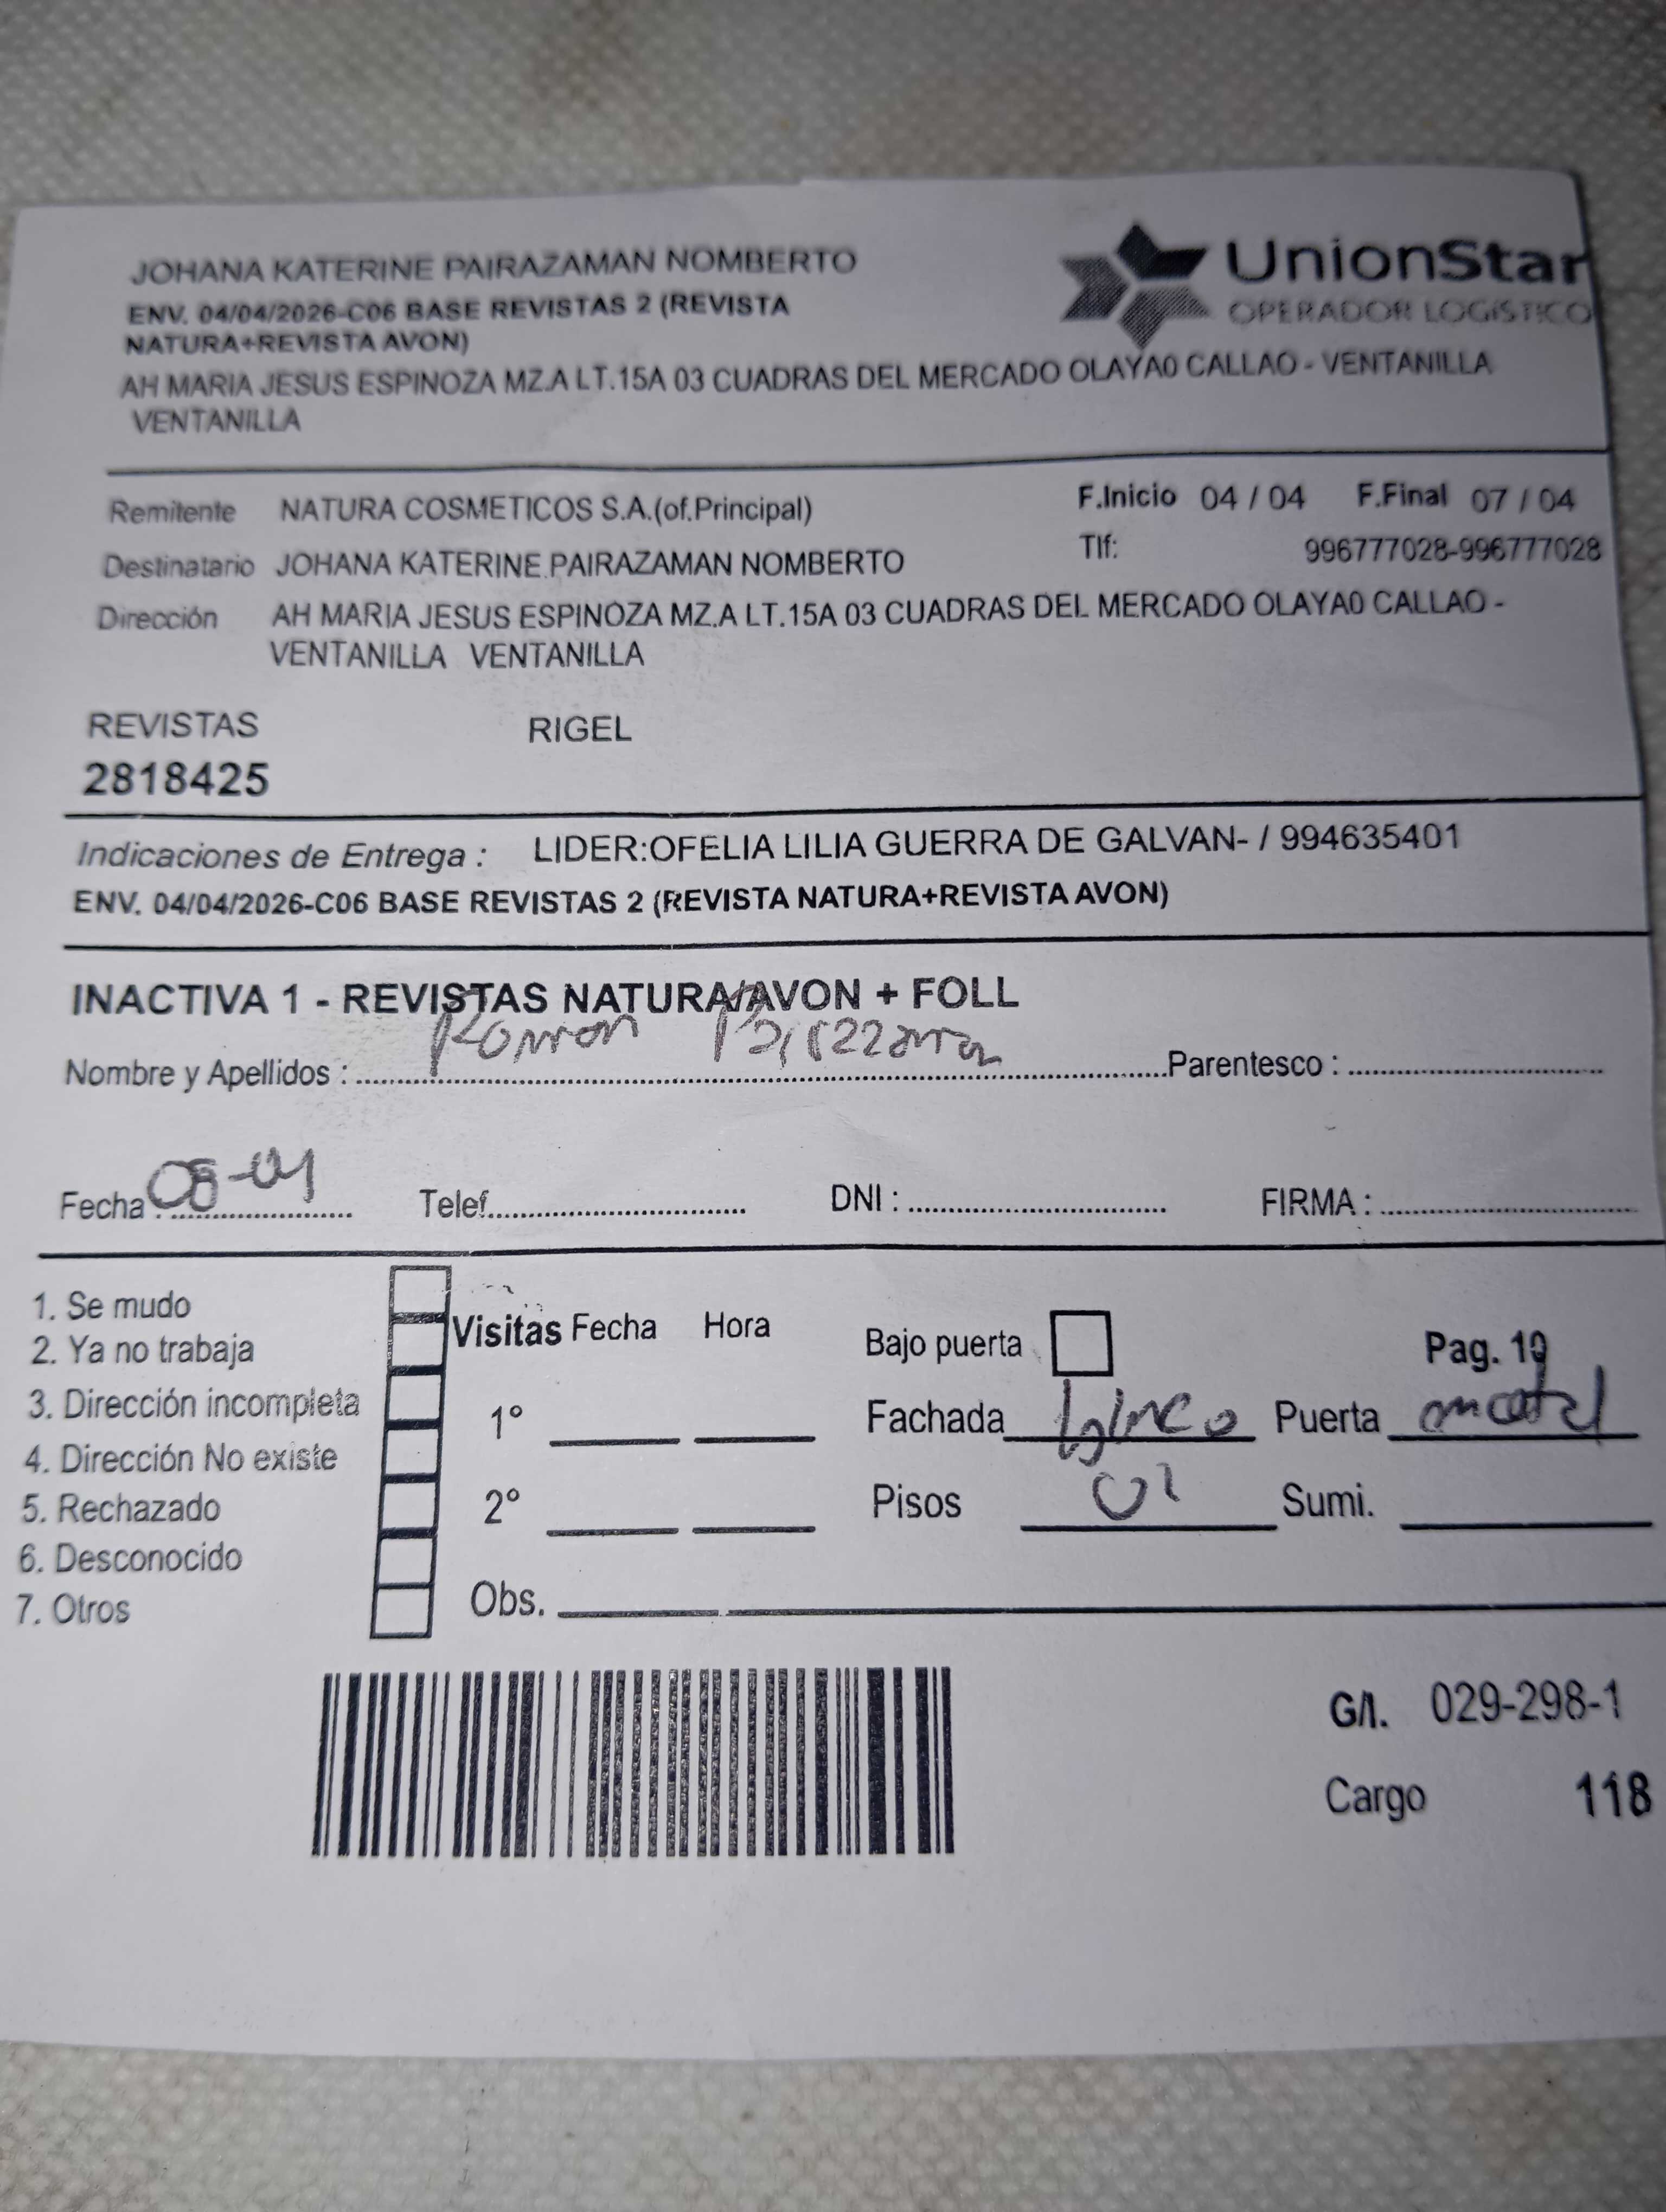 JOHANA KATERINE PAIRAZAMAN NOMBERTO
ENV. 04/04/2026-C06 BASE REVISTAS 2 (REVISTA
NATURA+REVISTA AVON)
AH MARIA JESUS ESPINOZA MZ.A LT.15A 03 CUADRAS DEL MERCADO OLAYA0 CALLAO - VENTANILLA
VENTANILLA
UnionStar
OPERADOR LOGÍSTICO
Remitente NATURA COSMETICOS S.A.(of.Principal) F.Inicio 04 / 04 F.Final 07 / 04
Destinatario JOHANA KATERINE PAIRAZAMAN NOMBERTO Tlf: 996777028-996777028
Dirección AH MARIA JESUS ESPINOZA MZ.A LT.15A 03 CUADRAS DEL MERCADO OLAYA0 CALLAO -
VENTANILLA VENTANILLA
REVISTAS RIGEL
2818425
Indicaciones de Entrega : LIDER:OFELIA LILIA GUERRA DE GALVAN- / 994635401
ENV. 04/04/2026-C06 BASE REVISTAS 2 (REVISTA NATURA+REVISTA AVON)
INACTIVA 1 - REVISTAS NATURA/AVON + FOLL
Nombre y Apellidos : Parentesco :
Fecha : Telef. DNI : FIRMA :
1. Se mudo
2. Ya no trabaja
3. Dirección incompleta
4. Dirección No existe
5. Rechazado
6. Desconocido
7. Otros
Visitas Fecha Hora
1°
2°
Obs.
Bajo puerta Pag. 10
Fachada Puerta
Pisos 01 Sumi.
G/l. 029-298-1
Cargo 118